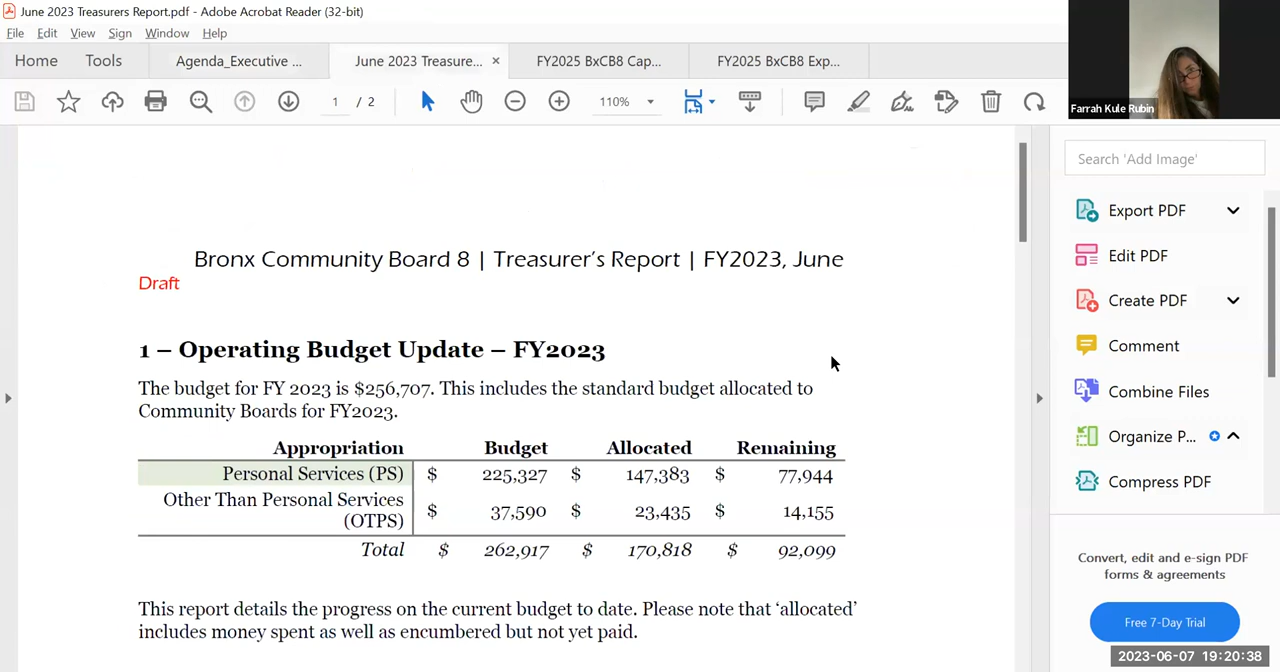 June 2023 Treasurers Report.pdf - Adobe Acrobat Reader (32-bit)
File Edit View Sign Window Help
Home Tools Agenda_Executive ... June 2023 Treasure... × FY2025 BxCB8 Cap... FY2025 BxCB8 Exp...
1 / 2 110%
Farrah Kule Rubin
Search 'Add Image'
Export PDF
Edit PDF
Create PDF
Comment
Combine Files
Organize P...
Compress PDF
Convert, edit and e-sign PDF
forms & agreements
Free 7-Day Trial
Bronx Community Board 8 | Treasurer's Report | FY2023, June
Draft
1 – Operating Budget Update – FY2023
The budget for FY 2023 is $256,707. This includes the standard budget allocated to
Community Boards for FY2023.
Appropriation Budget Allocated Remaining
Personal Services (PS) $ 225,327 $ 147,383 $ 77,944
Other Than Personal Services
(OTPS) $ 37,590 $ 23,435 $ 14,155
Total $ 262,917 $ 170,818 $ 92,099
This report details the progress on the current budget to date. Please note that 'allocated'
includes money spent as well as encumbered but not yet paid.
2023-06-07 19:20:38